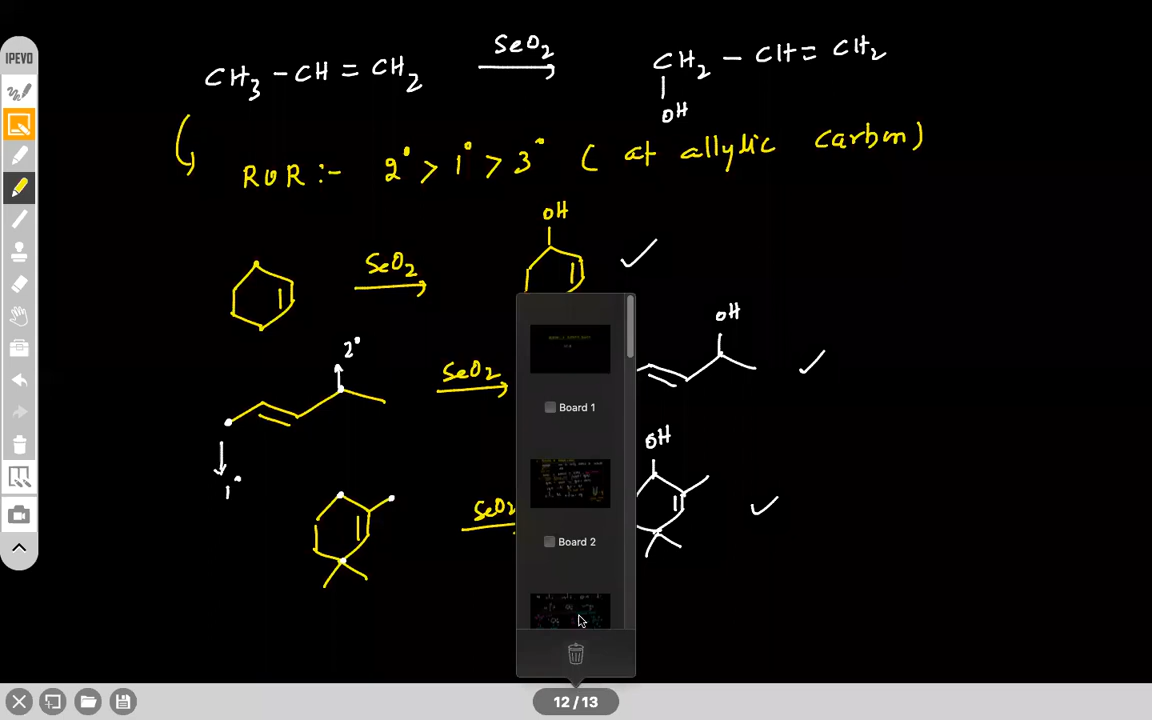 IPEVO
CH3 - CH = CH2 SeO2 CH2 - CH = CH2
OH
ROR :- 2° > 1° > 3° ( at allylic carbon)
OH
SeO2
2°
OH
SeO2
1°
OH
SeO2
Board 1
Board 2
12 / 13